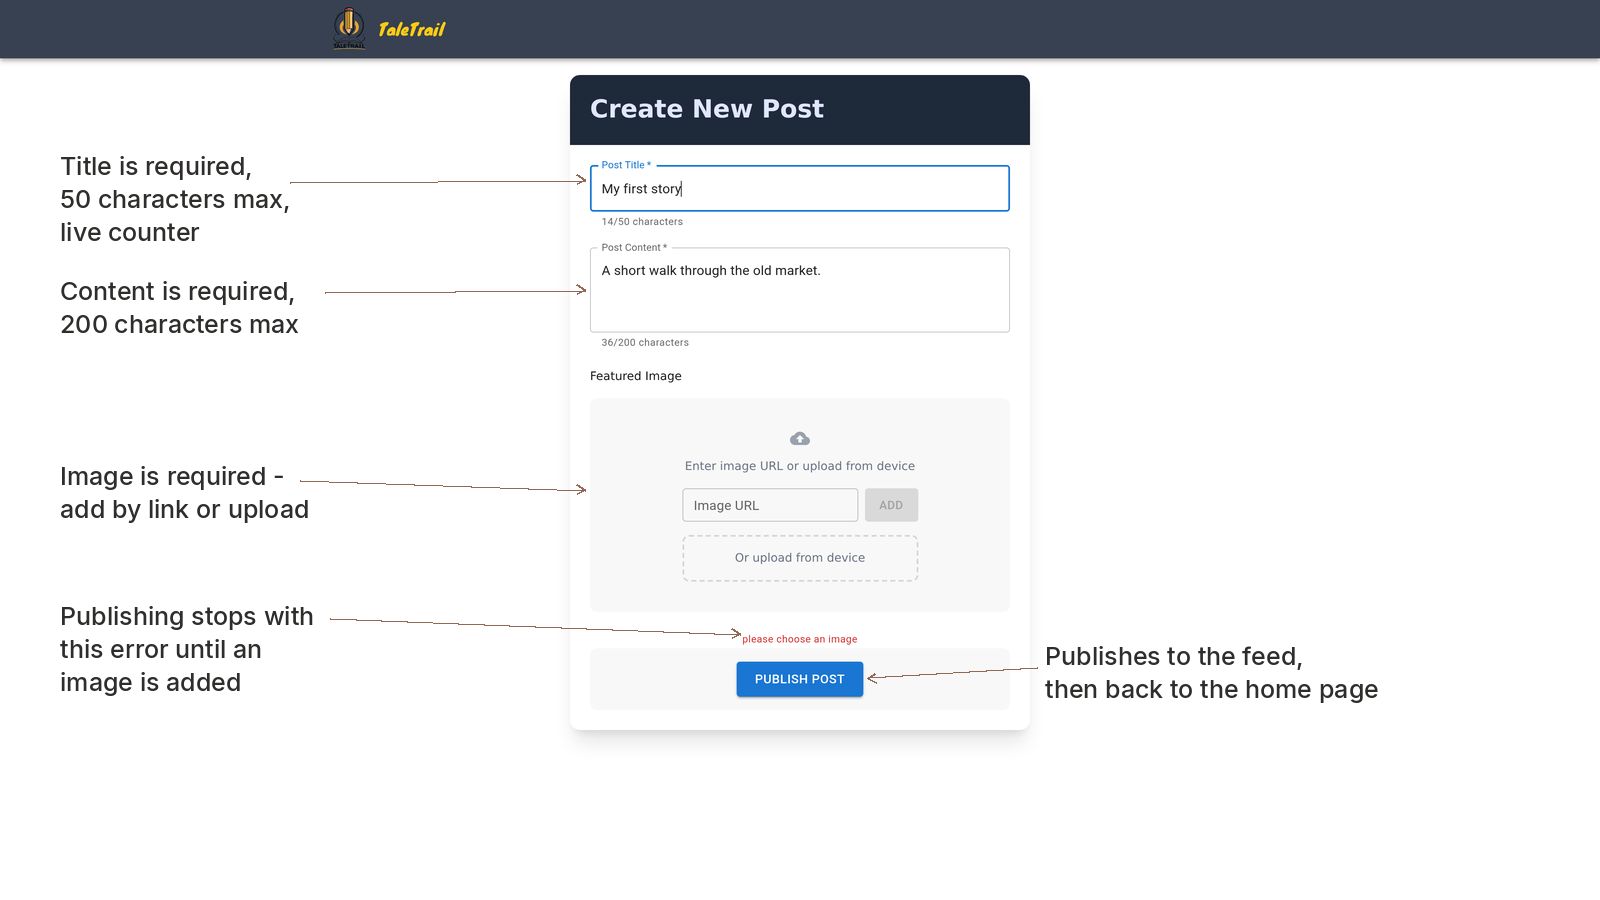 TALETRAIL
TaleTrail
Create New Post
Title is required,
50 characters max,
live counter
Post Title *
My first story
14/50 characters
Content is required,
200 characters max
Post Content *
A short walk through the old market.
36/200 characters
Featured Image
Image is required -
add by link or upload
Enter image URL or upload from device
Image URL
ADD
Or upload from device
Publishing stops with
this error until an
image is added
please choose an image
PUBLISH POST
Publishes to the feed,
then back to the home page